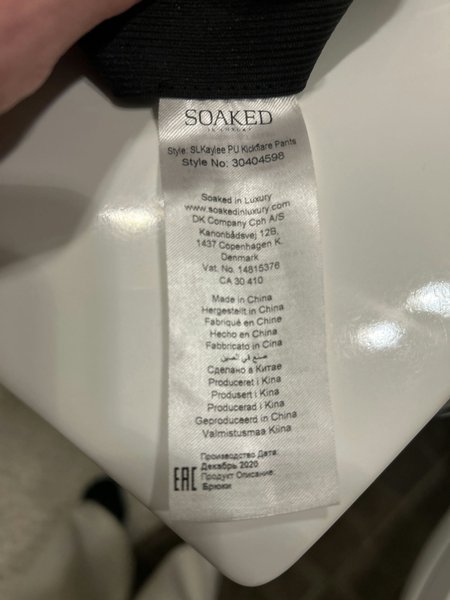 SOAKED
IN LUXURY
Style: SLKaylee PU Kickflare Pants
Style No: 30404598
Soaked in Luxury
www.soakedinluxury.com
DK Company Cph A/S
Kanonbådsvej 12B,
1437 Copenhagen K.
Denmark
Vat. No. 14815376
CA 30 410
Made in China
Hergestellt in China
Fabriqué en Chine
Hecho en China
Fabbricato in Cina
صنع في الصين
Сделано в Китае
Produceret i Kina
Produsert i Kina
Producerad i Kina
Geproduceerd in China
Valmistusmaa Kiina
Производство Дата:
Декабрь 2020
Продукт Описание:
Брюки
EAC